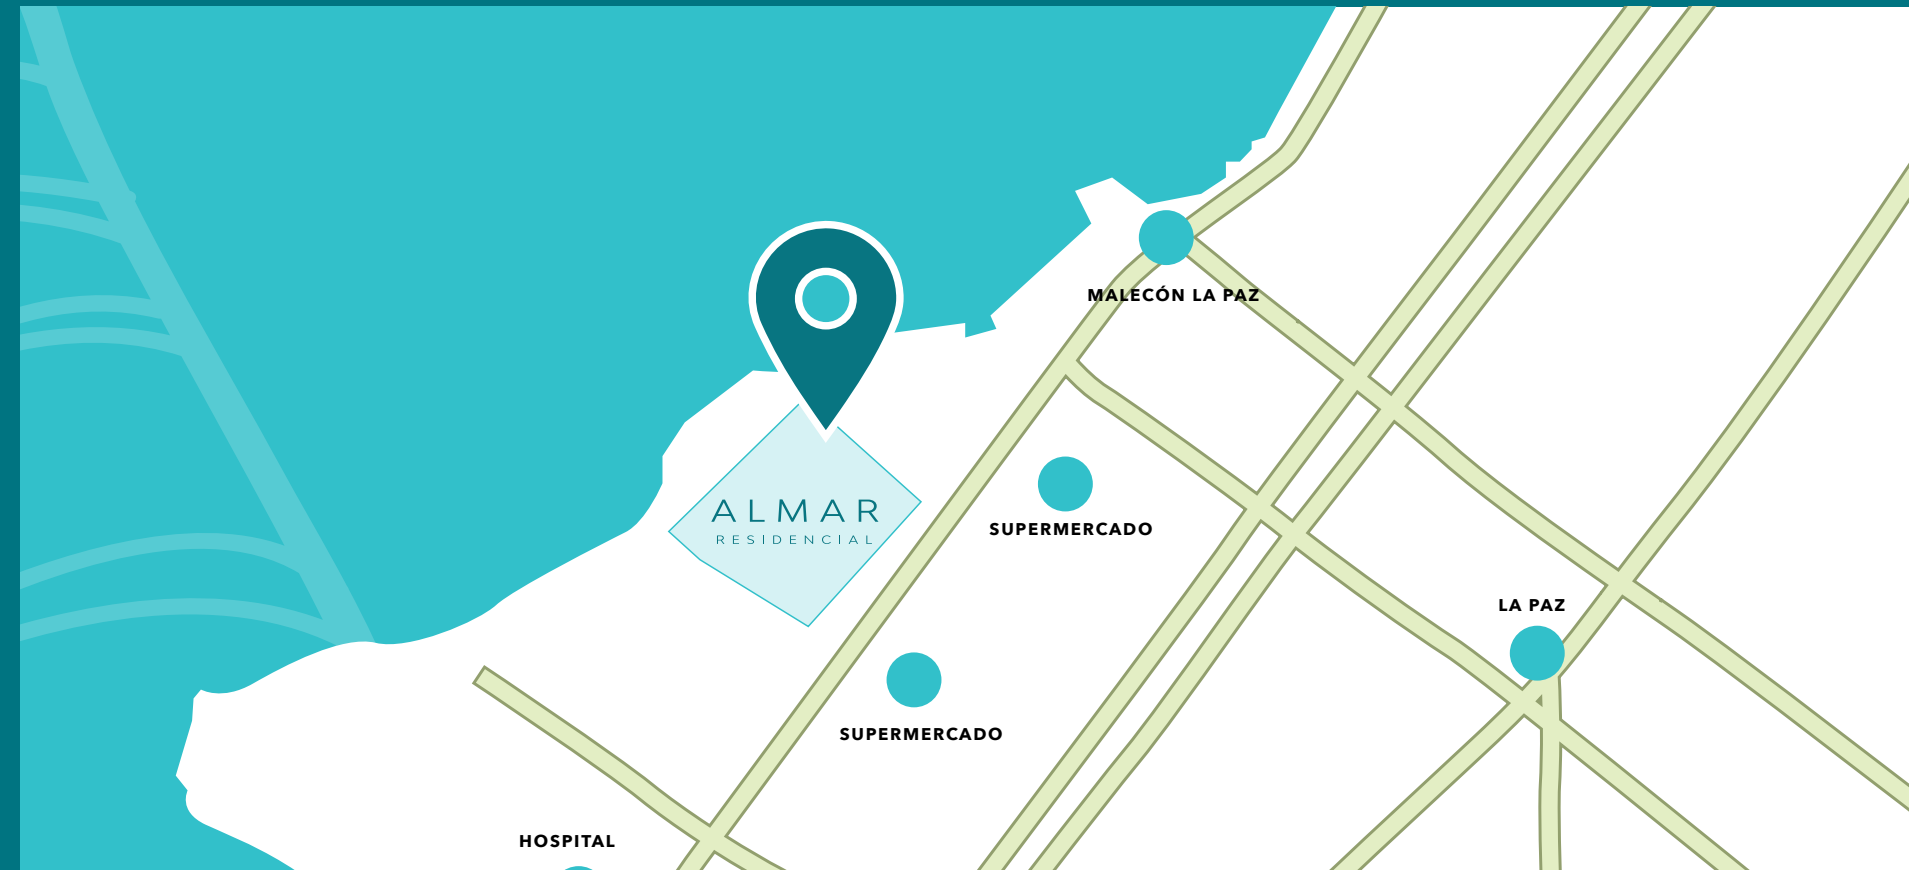 MALECÓN LA PAZ
ALMAR
RESIDENCIAL
SUPERMERCADO
LA PAZ
SUPERMERCADO
HOSPITAL